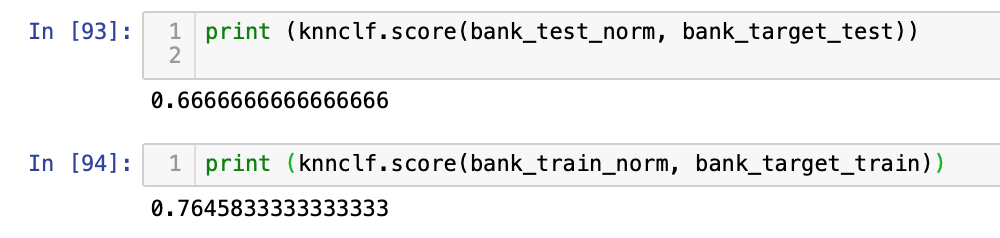 In [93]: 1 print (knnclf.score(bank_test_norm, bank_target_test))
2
0.6666666666666666
In [94]: 1 print (knnclf.score(bank_train_norm, bank_target_train))
0.7645833333333333